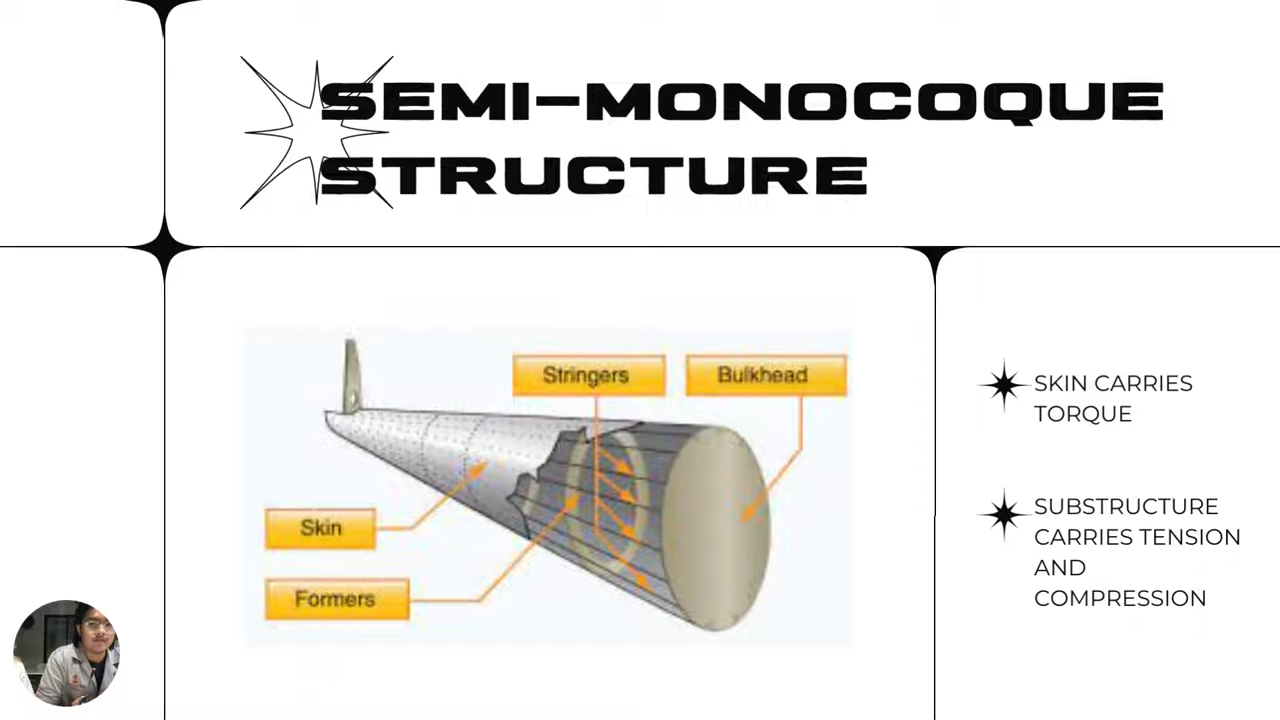 SEMI-MONOCOQUE
STRUCTURE
Stringers
Bulkhead
Skin
Formers
SKIN CARRIES
TORQUE
SUBSTRUCTURE
CARRIES TENSION
AND
COMPRESSION